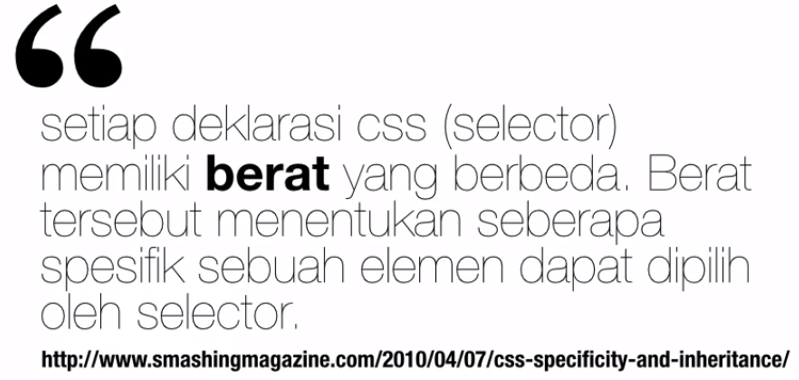 “
setiap deklarasi css (selector)
memiliki berat yang berbeda. Berat
tersebut menentukan seberapa
spesifik sebuah elemen dapat dipilih
oleh selector.
http://www.smashingmagazine.com/2010/04/07/css-specificity-and-inheritance/